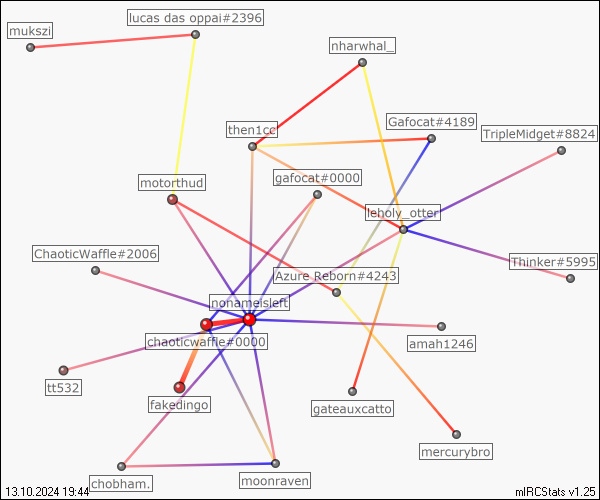 lucas das oppai#2396
mukszi
nharwhal_
Gafocat#4189
then1cc
TripleMidget#8824
gafocat#0000
motorthud
leholy_otter
ChaoticWaffle#2006
Thinker#5995
Azure Reborn#4243
nonameisleft
chaoticwaffle#0000
amah1246
tt532
fakedingo
gateauxcatto
mercurybro
chobham.
moonraven
13.10.2024 19:44
mIRCStats v1.25